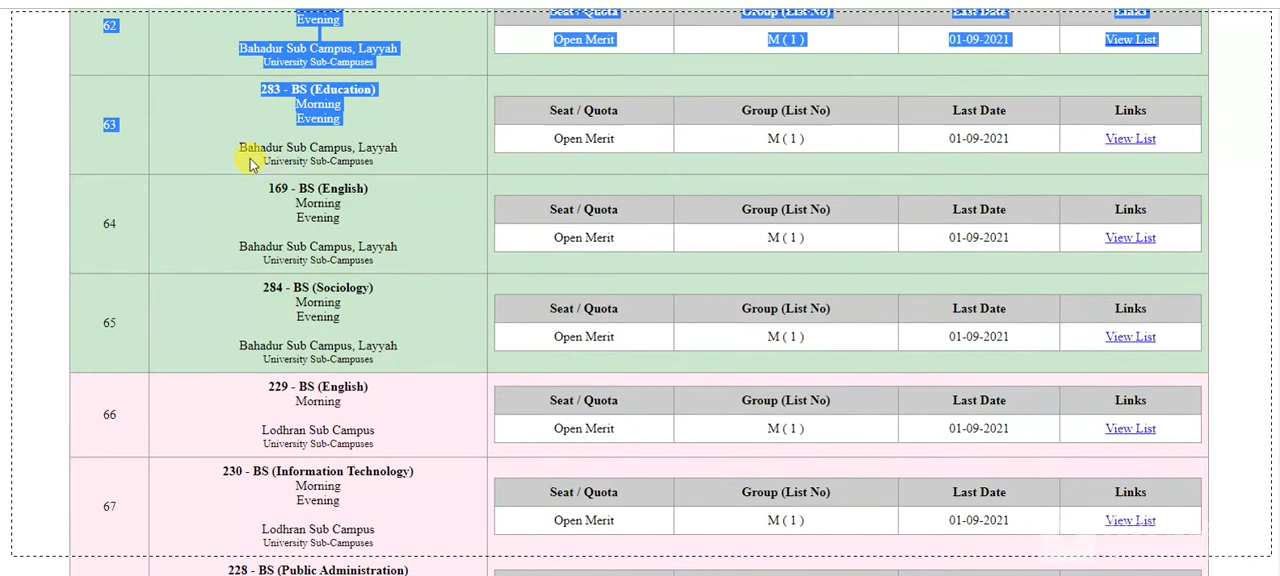 62
Evening
Bahadur Sub Campus, Layyah
University Sub-Campuses
Seat / Quota Group (List No) Last Date Links
Open Merit M ( 1 ) 01-09-2021 View List
63
283 - BS (Education)
Morning
Evening
Bahadur Sub Campus, Layyah
University Sub-Campuses
Seat / Quota Group (List No) Last Date Links
Open Merit M ( 1 ) 01-09-2021 View List
64
169 - BS (English)
Morning
Evening
Bahadur Sub Campus, Layyah
University Sub-Campuses
Seat / Quota Group (List No) Last Date Links
Open Merit M ( 1 ) 01-09-2021 View List
65
284 - BS (Sociology)
Morning
Evening
Bahadur Sub Campus, Layyah
University Sub-Campuses
Seat / Quota Group (List No) Last Date Links
Open Merit M ( 1 ) 01-09-2021 View List
66
229 - BS (English)
Morning
Lodhran Sub Campus
University Sub-Campuses
Seat / Quota Group (List No) Last Date Links
Open Merit M ( 1 ) 01-09-2021 View List
67
230 - BS (Information Technology)
Morning
Evening
Lodhran Sub Campus
University Sub-Campuses
Seat / Quota Group (List No) Last Date Links
Open Merit M ( 1 ) 01-09-2021 View List
228 - BS (Public Administration)